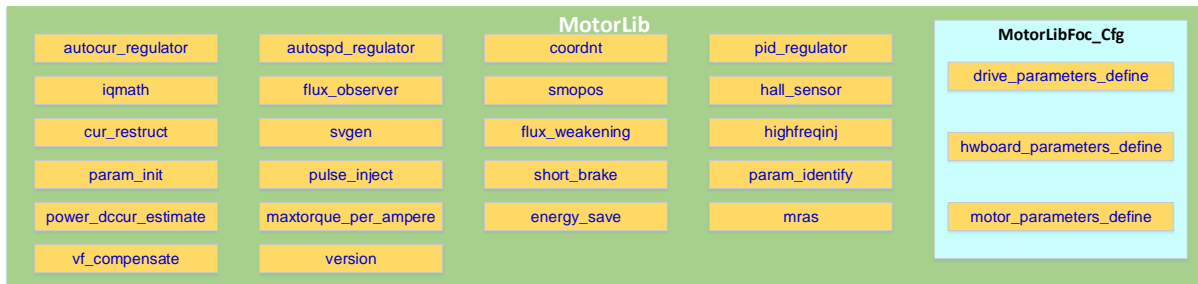 MotorLib
autocur_regulator
autospd_regulator
coordnt
pid_regulator
iqmath
flux_observer
smopos
hall_sensor
cur_restruct
svgen
flux_weakening
highfreqinj
param_init
pulse_inject
short_brake
param_identify
power_dccur_estimate
maxtorque_per_ampere
energy_save
mras
vf_compensate
version
MotorLibFoc_Cfg
drive_parameters_define
hwboard_parameters_define
motor_parameters_define